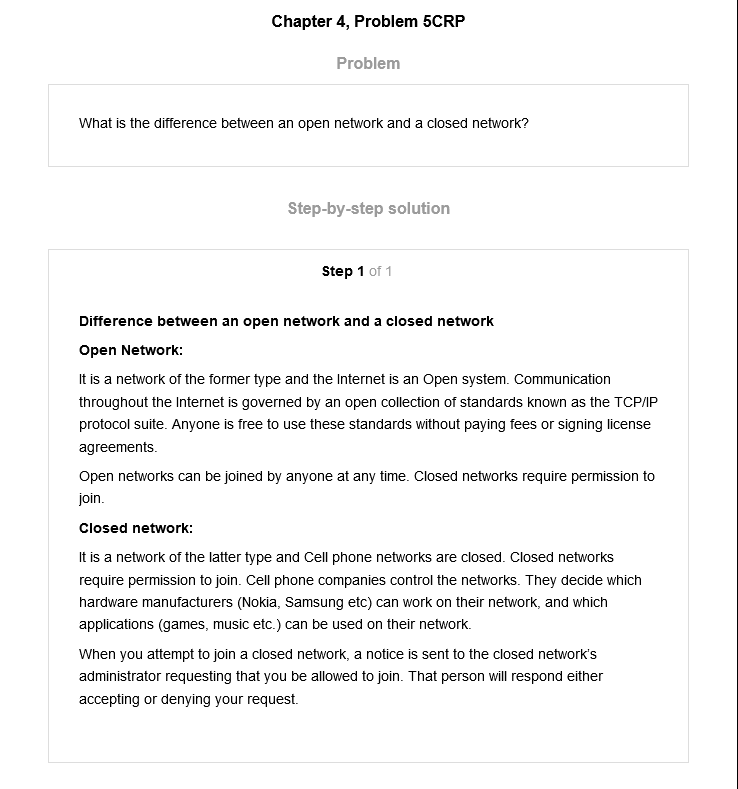 Chapter 4, Problem 5CRP
Problem
What is the difference between an open network and a closed network?
Step-by-step solution
Step 1 of 1
Difference between an open network and a closed network
Open Network:
It is a network of the former type and the Internet is an Open system. Communication
throughout the Internet is governed by an open collection of standards known as the TCP/IP
protocol suite. Anyone is free to use these standards without paying fees or signing license
agreements.
Open networks can be joined by anyone at any time. Closed networks require permission to
join.
Closed network:
It is a network of the latter type and Cell phone networks are closed. Closed networks
require permission to join. Cell phone companies control the networks. They decide which
hardware manufacturers (Nokia, Samsung etc) can work on their network, and which
applications (games, music etc.) can be used on their network.
When you attempt to join a closed network, a notice is sent to the closed network's
administrator requesting that you be allowed to join. That person will respond either
accepting or denying your request.